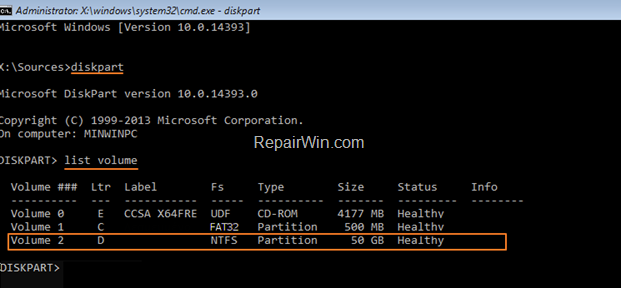 Administrator: X:\windows\system32\cmd.exe - diskpart
Microsoft Windows [Version 10.0.14393]
X:\Sources>diskpart
Microsoft DiskPart version 10.0.14393.0
Copyright (C) 1999-2013 Microsoft Corporation.
On computer: MINWINPC
RepairWin.com
DISKPART> list volume
Volume ### Ltr Label Fs Type Size Status Info
---------- --- ----------- ----- ---------- ------- --------- --------
Volume 0 E CCSA X64FRE UDF CD-ROM 4177 MB Healthy
Volume 1 C FAT32 Partition 500 MB Healthy
Volume 2 D NTFS Partition 50 GB Healthy
DISKPART>